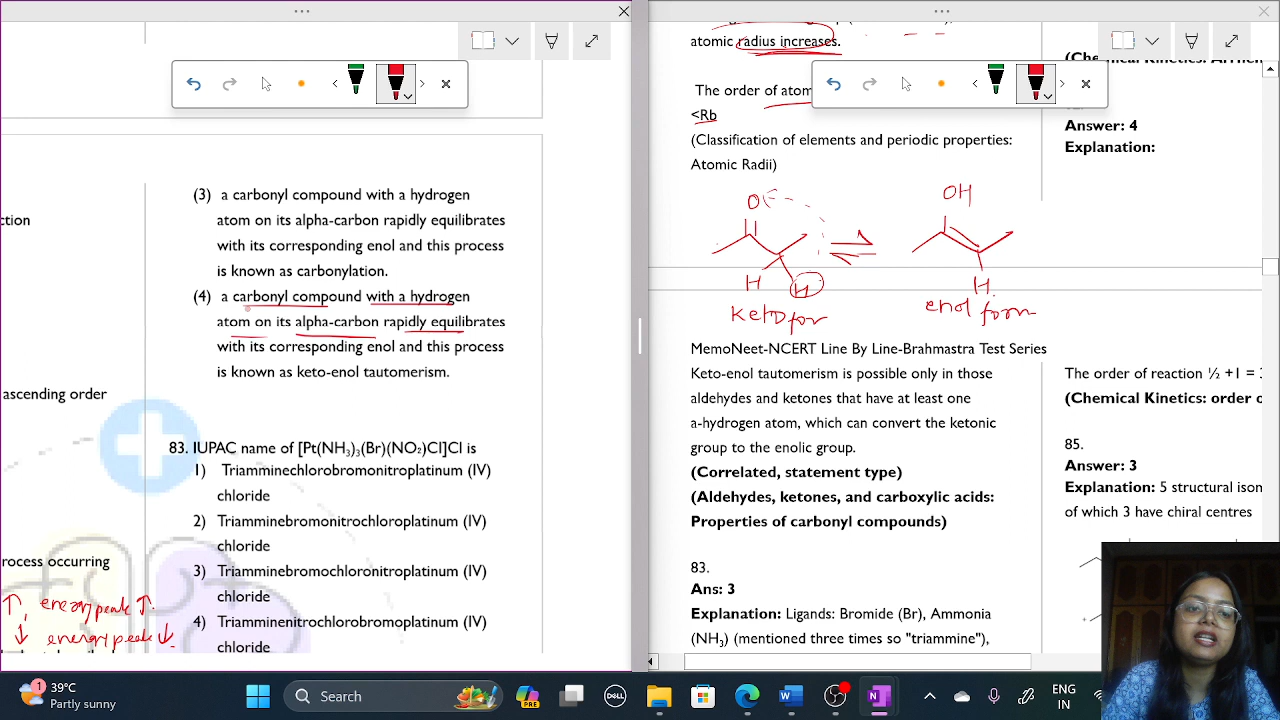 ction
(3) a carbonyl compound with a hydrogen
atom on its alpha-carbon rapidly equilibrates
with its corresponding enol and this process
is known as carbonylation.
(4) a carbonyl compound with a hydrogen
atom on its alpha-carbon rapidly equilibrates
with its corresponding enol and this process
is known as keto-enol tautomerism.
ascending order
83. IUPAC name of [Pt(NH₃)₃(Br)(NO₂)Cl]Cl is
1) Triamminechlorobromonitroplatinum (IV)
chloride
2) Triamminebromonitrochloroplatinum (IV)
chloride
3) Triamminebromochloronitroplatinum (IV)
chloride
4) Triamminenitrochlorobromoplatinum (IV)
chloride
rocess occurring
↑ energy peak ↑.
↓ energy peak ↓
atomic radius increases.
The order of atom
<Rb
(Classification of elements and periodic properties:
Atomic Radii)
O
H
H
Keto for
OH
H
enol form
MemoNeet-NCERT Line By Line-Brahmastra Test Series
Keto-enol tautomerism is possible only in those
aldehydes and ketones that have at least one
a-hydrogen atom, which can convert the ketonic
group to the enolic group.
(Correlated, statement type)
(Aldehydes, ketones, and carboxylic acids:
Properties of carbonyl compounds)
83.
Ans: 3
Explanation: Ligands: Bromide (Br), Ammonia
(NH₃) (mentioned three times so "triammine"),
Answer: 4
Explanation:
The order of reaction ½ +1 = 3
(Chemical Kinetics: order o
85.
Answer: 3
Explanation: 5 structural ison
of which 3 have chiral centres
1
39°C
Partly sunny
Search
PRE
DELL
W
N
ENG
IN